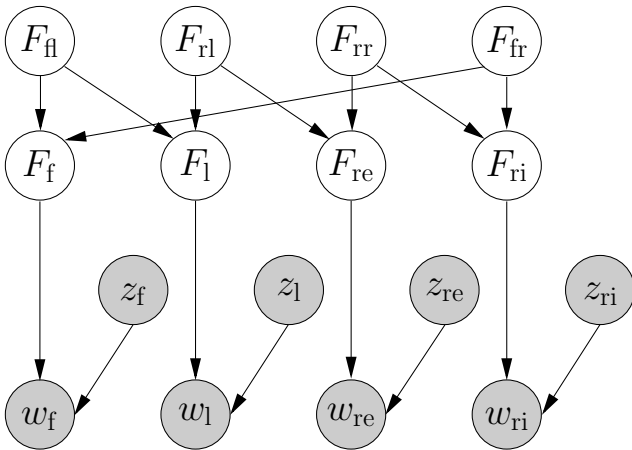 F_fl F_rl F_rr F_fr
F_f F_l F_re F_ri
z_f z_l z_re z_ri
w_f w_l w_re w_ri